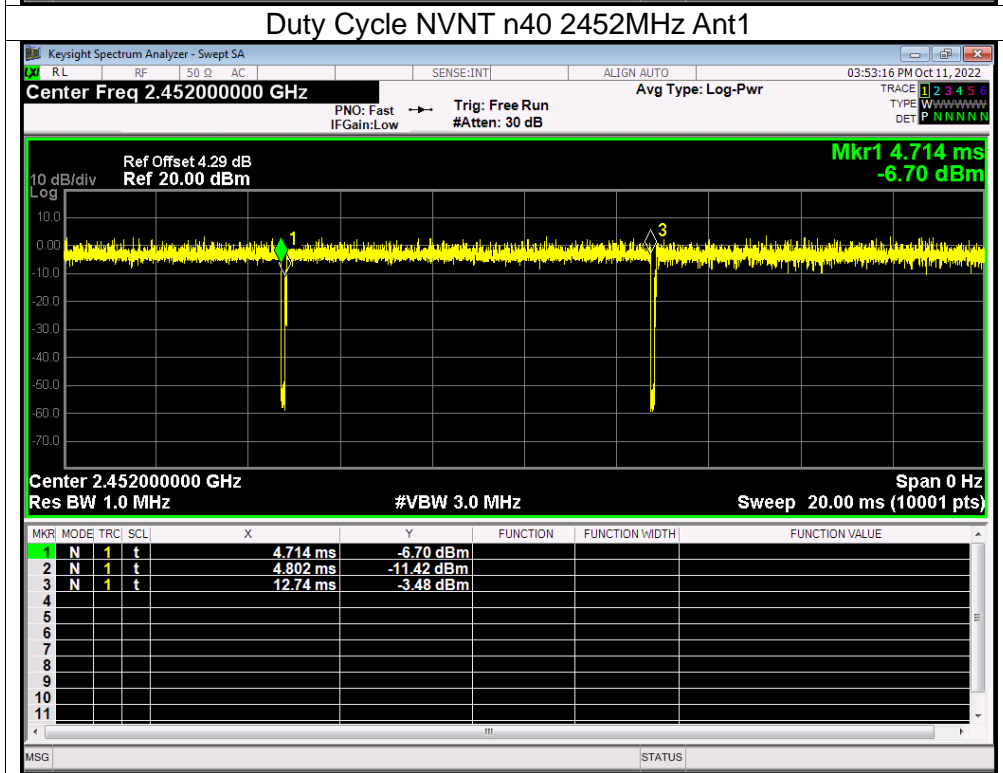 Duty Cycle NVNT n40 2452MHz Ant1
Keysight Spectrum Analyzer - Swept SA
LXI RL RF 50 Ω AC SENSE:INT ALIGN AUTO 03:53:16 PM Oct 11, 2022
Center Freq 2.452000000 GHz
PNO: Fast
IFGain:Low
Trig: Free Run
#Atten: 30 dB
Avg Type: Log-Pwr
TRACE 1 2 3 4 5 6
TYPE WWWWWW
DET P N N N N N
Mkr1 4.714 ms
-6.70 dBm
Ref Offset 4.29 dB
10 dB/div Ref 20.00 dBm
Log
10.0
0.00
-10.0
-20.0
-30.0
-40.0
-50.0
-60.0
-70.0
1
3
Center 2.452000000 GHz Span 0 Hz
Res BW 1.0 MHz #VBW 3.0 MHz Sweep 20.00 ms (10001 pts)
MKR MODE TRC SCL X Y FUNCTION FUNCTION WIDTH FUNCTION VALUE
1 N 1 t 4.714 ms -6.70 dBm
2 N 1 t 4.802 ms -11.42 dBm
3 N 1 t 12.74 ms -3.48 dBm
4
5
6
7
8
9
10
11
MSG STATUS